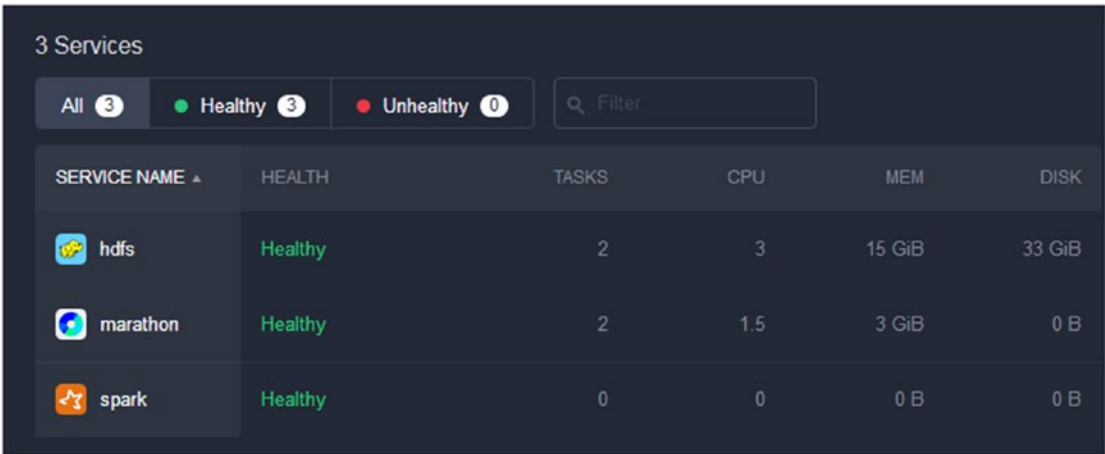 3 Services
All 3 Healthy 3 Unhealthy 0 Filter
SERVICE NAME HEALTH TASKS CPU MEM DISK
hdfs Healthy 2 3 15 GiB 33 GiB
marathon Healthy 2 1.5 3 GiB 0 B
spark Healthy 0 0 0 B 0 B